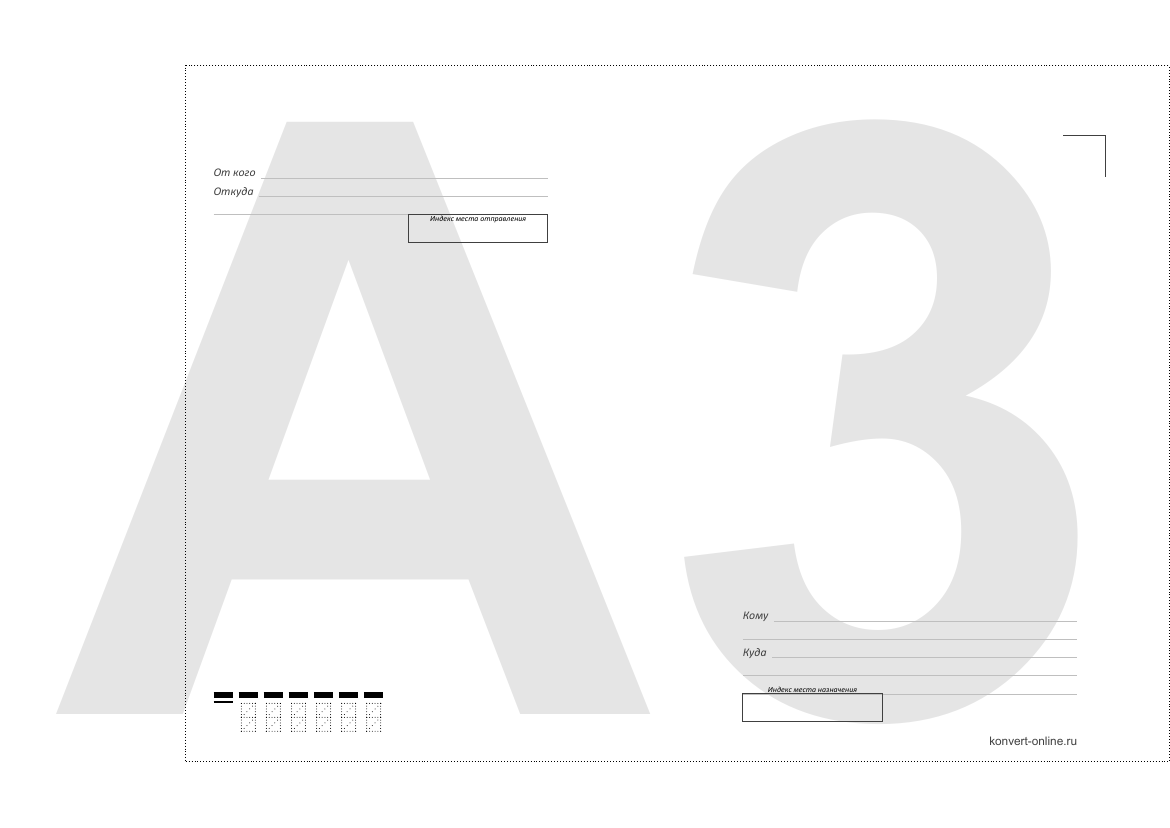 А3
От кого
Откуда
Индекс места отправления
Кому
Куда
Индекс места назначения
konvert-online.ru